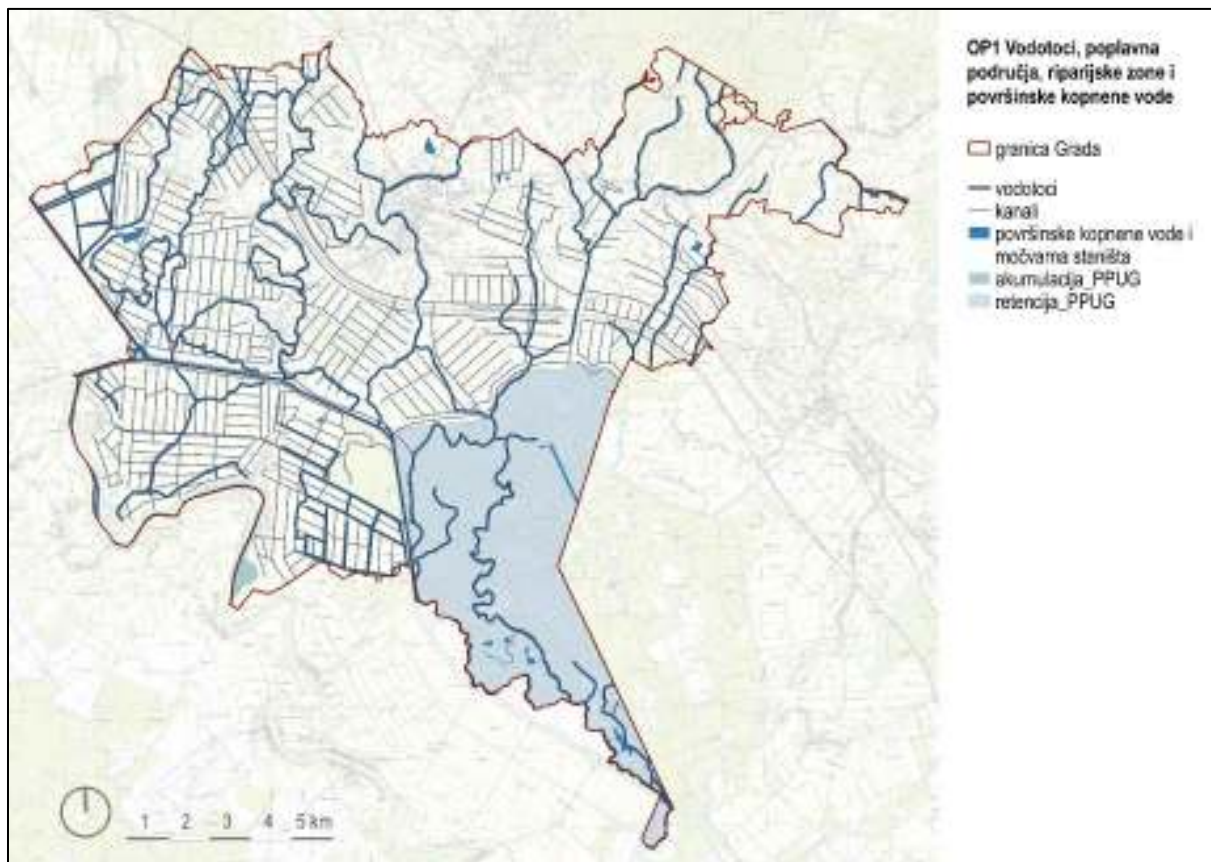 OP1 Vodotoci, poplavna
područja, riparijske zone i
površinske kopnene vode
granica Grada
vodotoci
kanali
površinske kopnene vode i
močvarna staništa
akumulacija_PPUG
retencija_PPUG
1 2 3 4 5 km